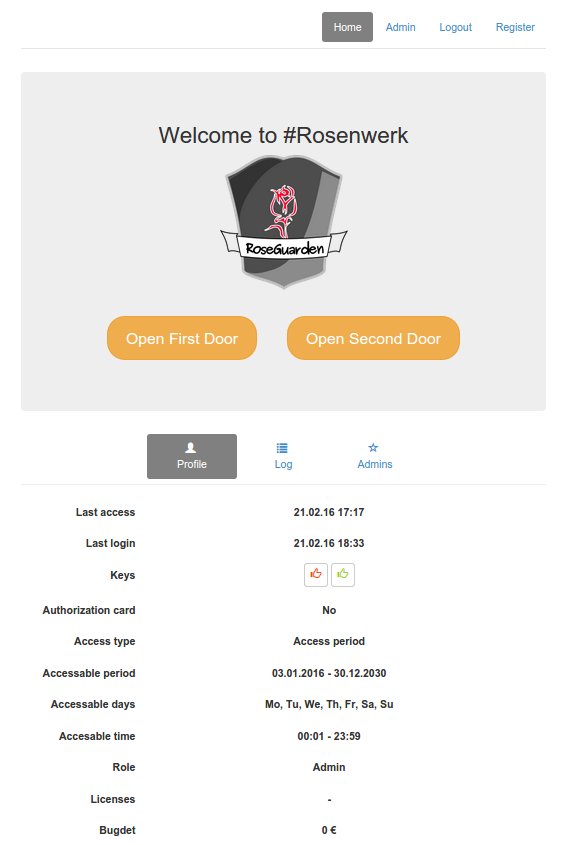 Home Admin Logout Register
Welcome to #Rosenwerk
RoseGuarden
Open First Door Open Second Door
Profile Log Admins
Last access 21.02.16 17:17
Last login 21.02.16 18:33
Keys
Authorization card No
Access type Access period
Accessable period 03.01.2016 - 30.12.2030
Accessable days Mo, Tu, We, Th, Fr, Sa, Su
Accesable time 00:01 - 23:59
Role Admin
Licenses -
Bugdet 0 €